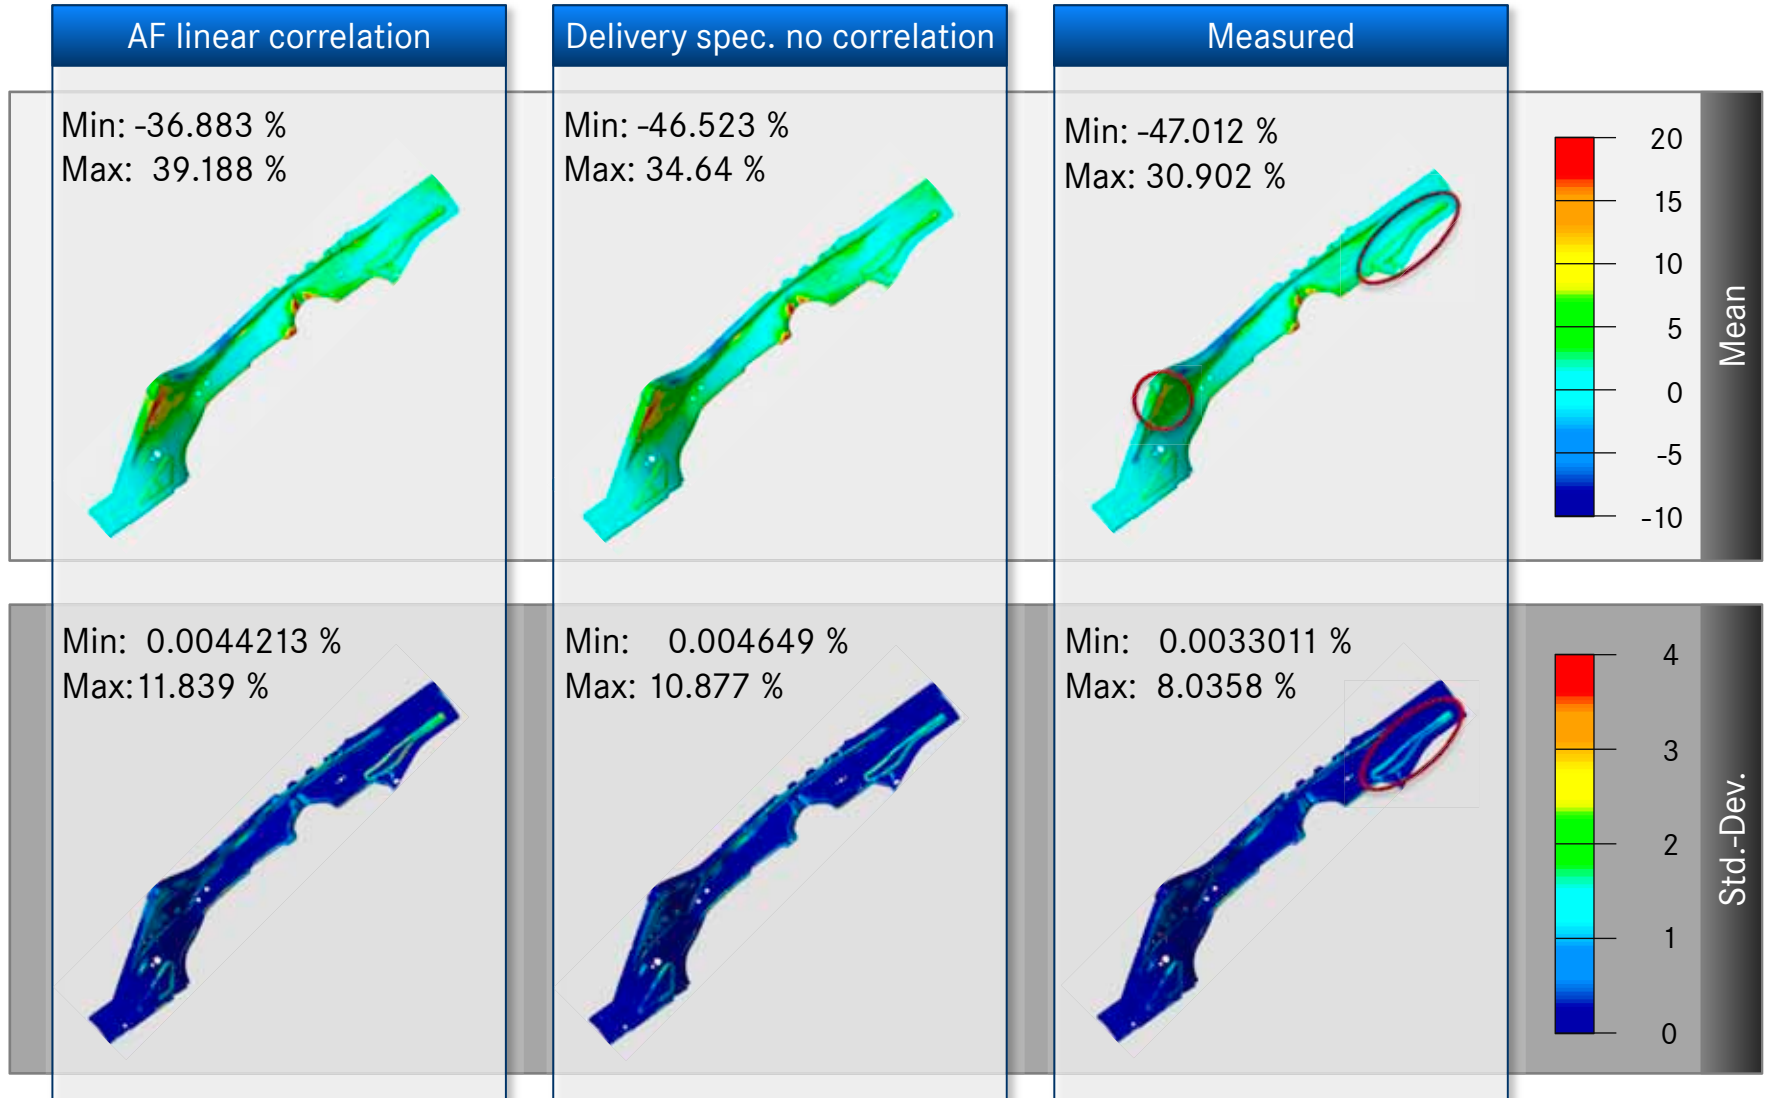 AF linear correlation
Delivery spec. no correlation
Measured
Min: -36.883 %
Max: 39.188 %
Min: -46.523 %
Max: 34.64 %
Min: -47.012 %
Max: 30.902 %
20
15
10
5
0
-5
-10
Mean
Min: 0.0044213 %
Max: 11.839 %
Min: 0.004649 %
Max: 10.877 %
Min: 0.0033011 %
Max: 8.0358 %
4
3
2
1
0
Std.-Dev.